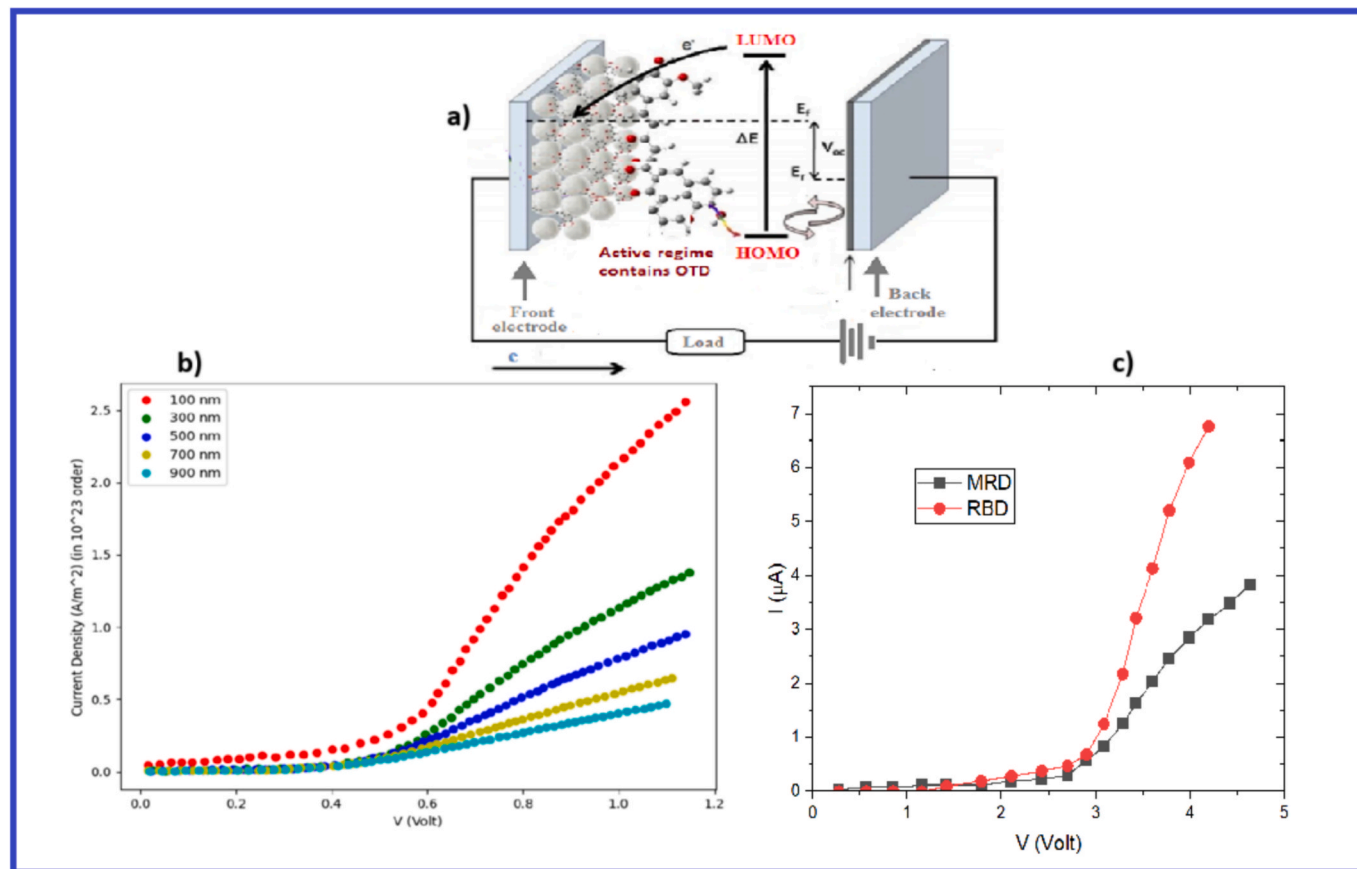 a)
e⁻
LUMO
E_f
ΔE
V_oc
E_f
Active regime
contains OTD
HOMO
Front
electrode
Back
electrode
Load
e
b)
100 nm
300 nm
500 nm
700 nm
900 nm
Current Density (A/m^2) (in 10^23 order)
2.5
2.0
1.5
1.0
0.5
0.0
0.0 0.2 0.4 0.6 0.8 1.0 1.2
V (Volt)
c)
MRD
RBD
I (µA)
7
6
5
4
3
2
1
0
0 1 2 3 4 5
V (Volt)